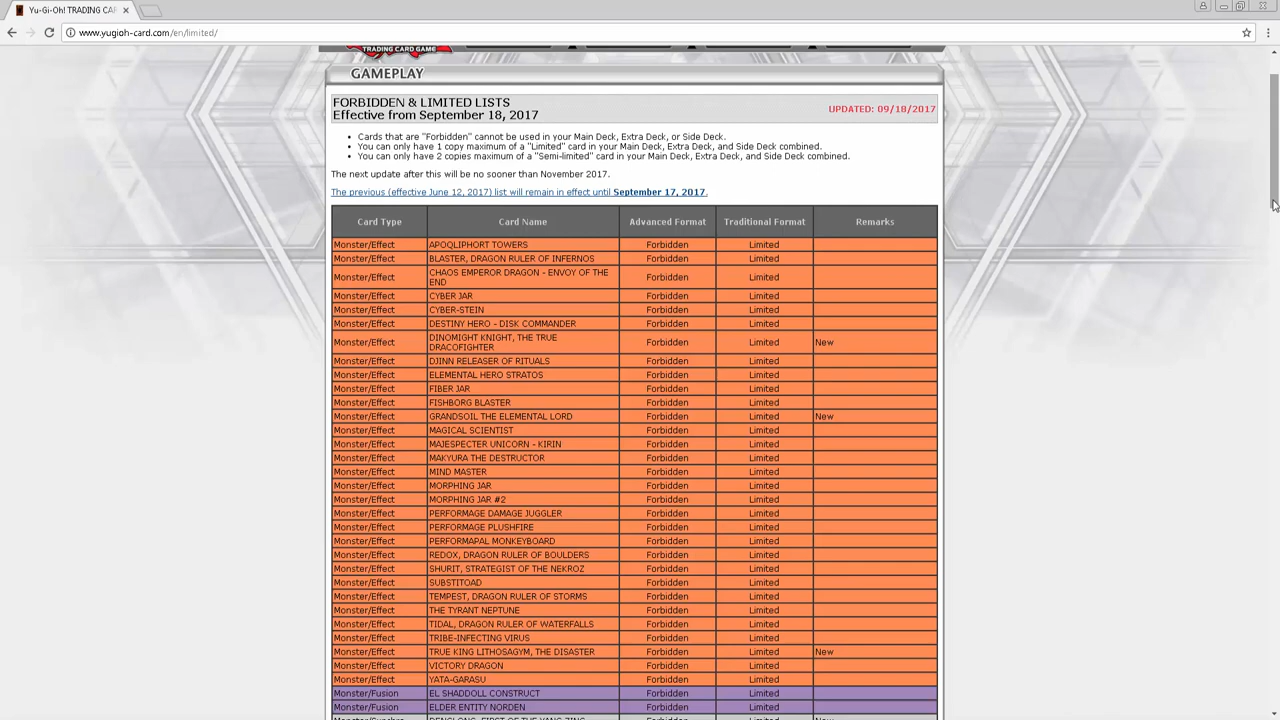 Yu-Gi-Oh! TRADING CAR
www.yugioh-card.com/en/limited/
TRADING CARD GAME
GAMEPLAY
FORBIDDEN & LIMITED LISTS
Effective from September 18, 2017
UPDATED: 09/18/2017
• Cards that are "Forbidden" cannot be used in your Main Deck, Extra Deck, or Side Deck.
• You can only have 1 copy maximum of a "Limited" card in your Main Deck, Extra Deck, and Side Deck combined.
• You can only have 2 copies maximum of a "Semi-limited" card in your Main Deck, Extra Deck, and Side Deck combined.
The next update after this will be no sooner than November 2017.
The previous (effective June 12, 2017) list will remain in effect until September 17, 2017.
Card Type Card Name Advanced Format Traditional Format Remarks
Monster/Effect APOQLIPHORT TOWERS Forbidden Limited
Monster/Effect BLASTER, DRAGON RULER OF INFERNOS Forbidden Limited
Monster/Effect CHAOS EMPEROR DRAGON - ENVOY OF THE
END Forbidden Limited
Monster/Effect CYBER JAR Forbidden Limited
Monster/Effect CYBER-STEIN Forbidden Limited
Monster/Effect DESTINY HERO - DISK COMMANDER Forbidden Limited
Monster/Effect DINOMIGHT KNIGHT, THE TRUE
DRACOFIGHTER Forbidden Limited New
Monster/Effect DJINN RELEASER OF RITUALS Forbidden Limited
Monster/Effect ELEMENTAL HERO STRATOS Forbidden Limited
Monster/Effect FIBER JAR Forbidden Limited
Monster/Effect FISHBORG BLASTER Forbidden Limited
Monster/Effect GRANDSOIL THE ELEMENTAL LORD Forbidden Limited New
Monster/Effect MAGICAL SCIENTIST Forbidden Limited
Monster/Effect MAJESPECTER UNICORN - KIRIN Forbidden Limited
Monster/Effect MAKYURA THE DESTRUCTOR Forbidden Limited
Monster/Effect MIND MASTER Forbidden Limited
Monster/Effect MORPHING JAR Forbidden Limited
Monster/Effect MORPHING JAR #2 Forbidden Limited
Monster/Effect PERFORMAGE DAMAGE JUGGLER Forbidden Limited
Monster/Effect PERFORMAGE PLUSHFIRE Forbidden Limited
Monster/Effect PERFORMAPAL MONKEYBOARD Forbidden Limited
Monster/Effect REDOX, DRAGON RULER OF BOULDERS Forbidden Limited
Monster/Effect SHURIT, STRATEGIST OF THE NEKROZ Forbidden Limited
Monster/Effect SUBSTITOAD Forbidden Limited
Monster/Effect TEMPEST, DRAGON RULER OF STORMS Forbidden Limited
Monster/Effect THE TYRANT NEPTUNE Forbidden Limited
Monster/Effect TIDAL, DRAGON RULER OF WATERFALLS Forbidden Limited
Monster/Effect TRIBE-INFECTING VIRUS Forbidden Limited
Monster/Effect TRUE KING LITHOSAGYM, THE DISASTER Forbidden Limited New
Monster/Effect VICTORY DRAGON Forbidden Limited
Monster/Effect YATA-GARASU Forbidden Limited
Monster/Fusion EL SHADDOLL CONSTRUCT Forbidden Limited
Monster/Fusion ELDER ENTITY NORDEN Forbidden Limited